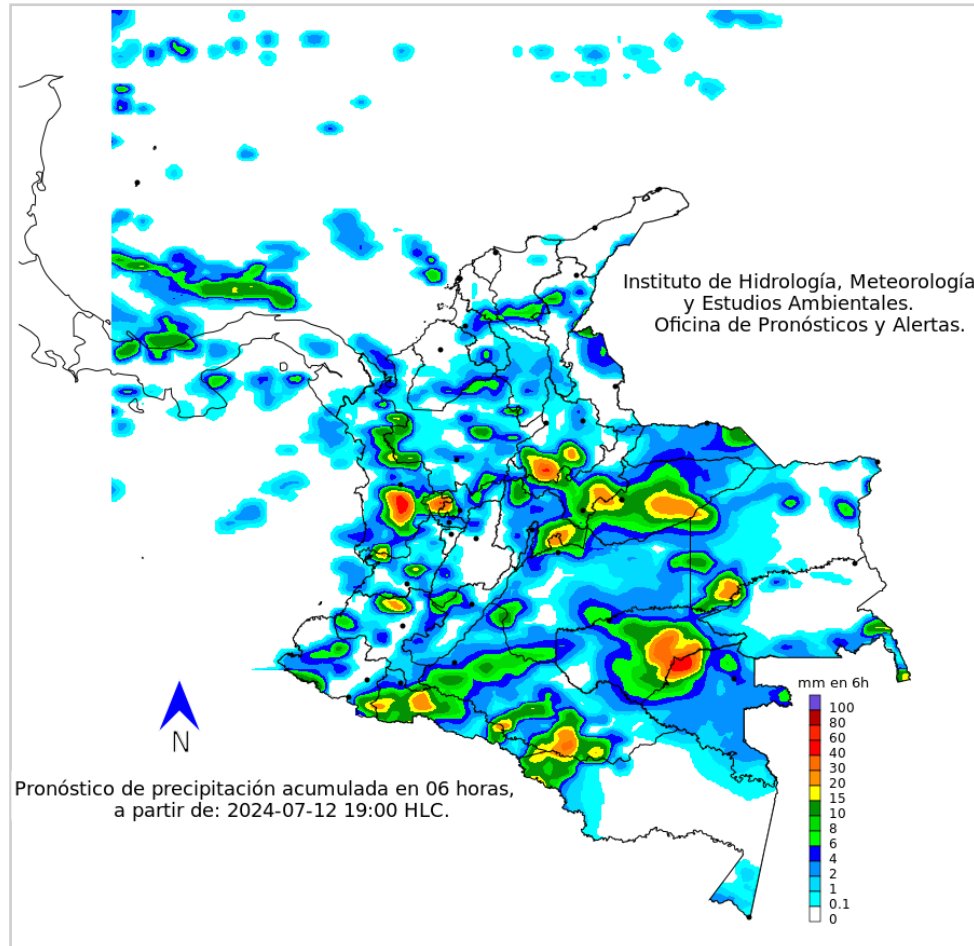 Instituto de Hidrología, Meteorología
y Estudios Ambientales.
Oficina de Pronósticos y Alertas.
mm en 6h
100
80
60
40
30
20
15
10
8
6
4
2
1
0.1
0
N
Pronóstico de precipitación acumulada en 06 horas,
a partir de: 2024-07-12 19:00 HLC.